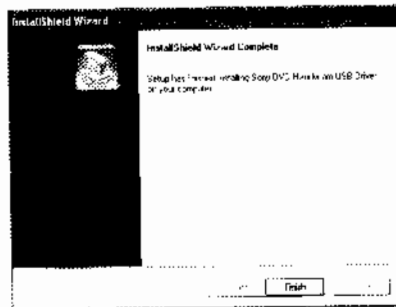 InstallShield Wizard
InstallShield Wizard Complete
Setup has finished installing Sony DVD Handycam USB Driver
on your computer.
Finish